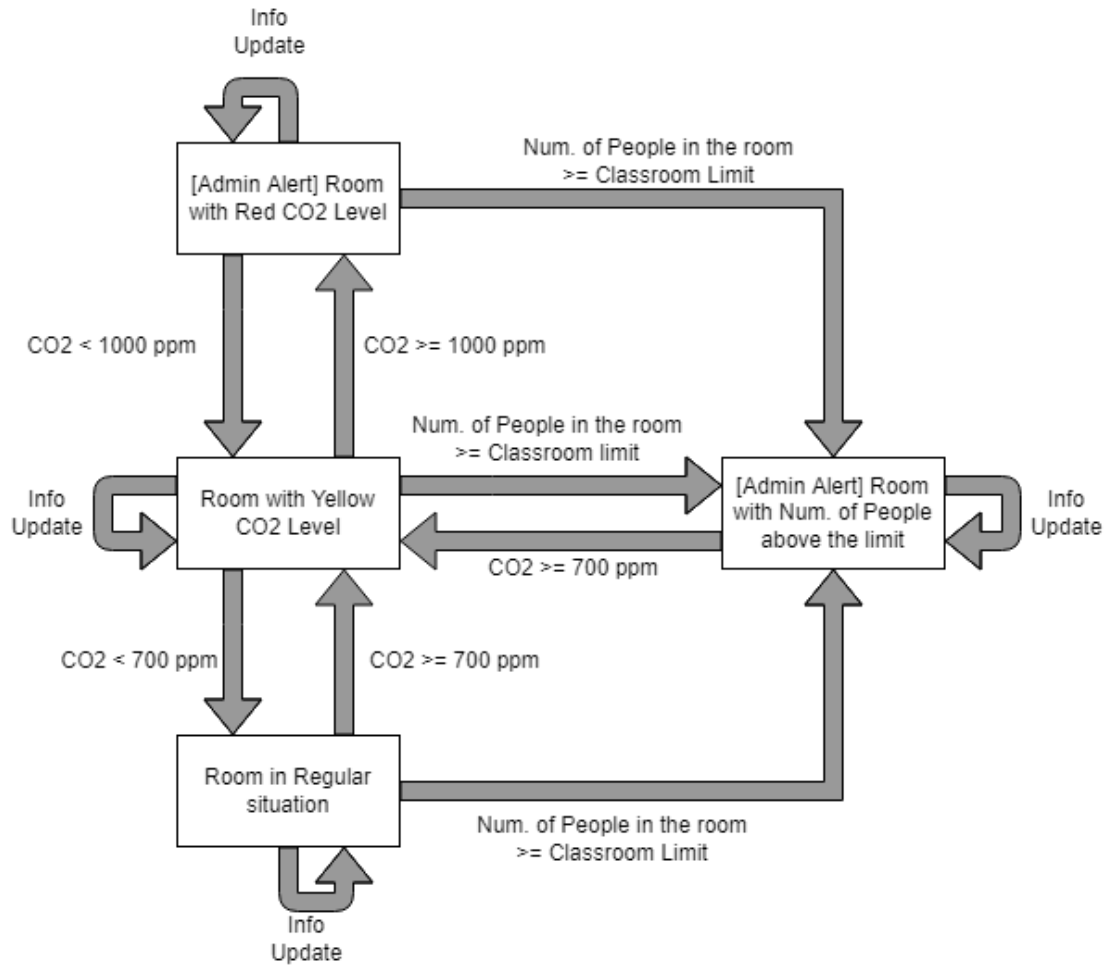 Info
Update
[Admin Alert] Room
with Red CO2 Level
Num. of People in the room
>= Classroom Limit
CO2 < 1000 ppm
CO2 >= 1000 ppm
Num. of People in the room
>= Classroom limit
Info
Update
Room with Yellow
CO2 Level
[Admin Alert] Room
with Num. of People
above the limit
Info
Update
CO2 >= 700 ppm
CO2 < 700 ppm
CO2 >= 700 ppm
Room in Regular
situation
Num. of People in the room
>= Classroom Limit
Info
Update